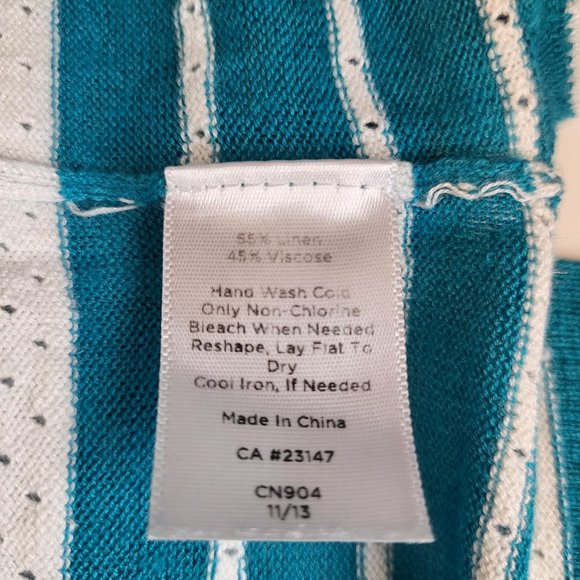 55% Linen
45% Viscose
Hand Wash Cold
Only Non-Chlorine
Bleach When Needed
Reshape, Lay Flat To
Dry
Cool Iron, If Needed
Made In China
CA #23147
CN904
11/13